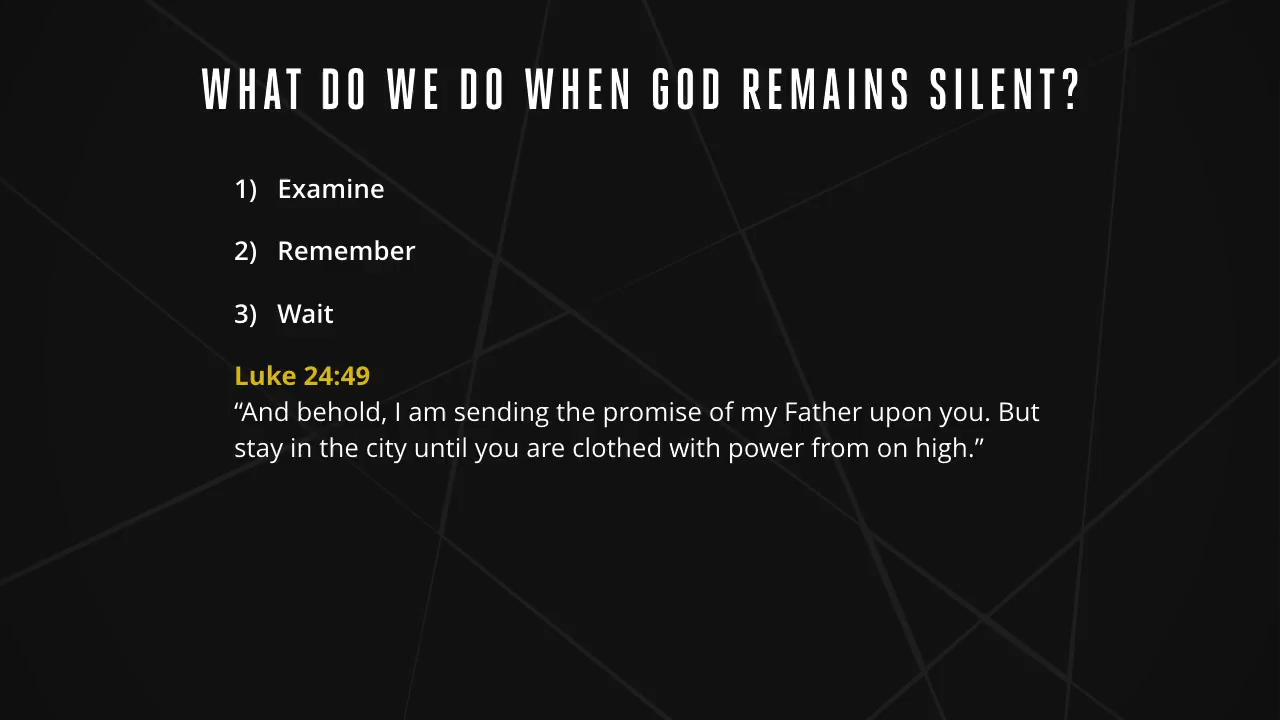 WHAT DO WE DO WHEN GOD REMAINS SILENT?
1) Examine
2) Remember
3) Wait
Luke 24:49
“And behold, I am sending the promise of my Father upon you. But
stay in the city until you are clothed with power from on high.”